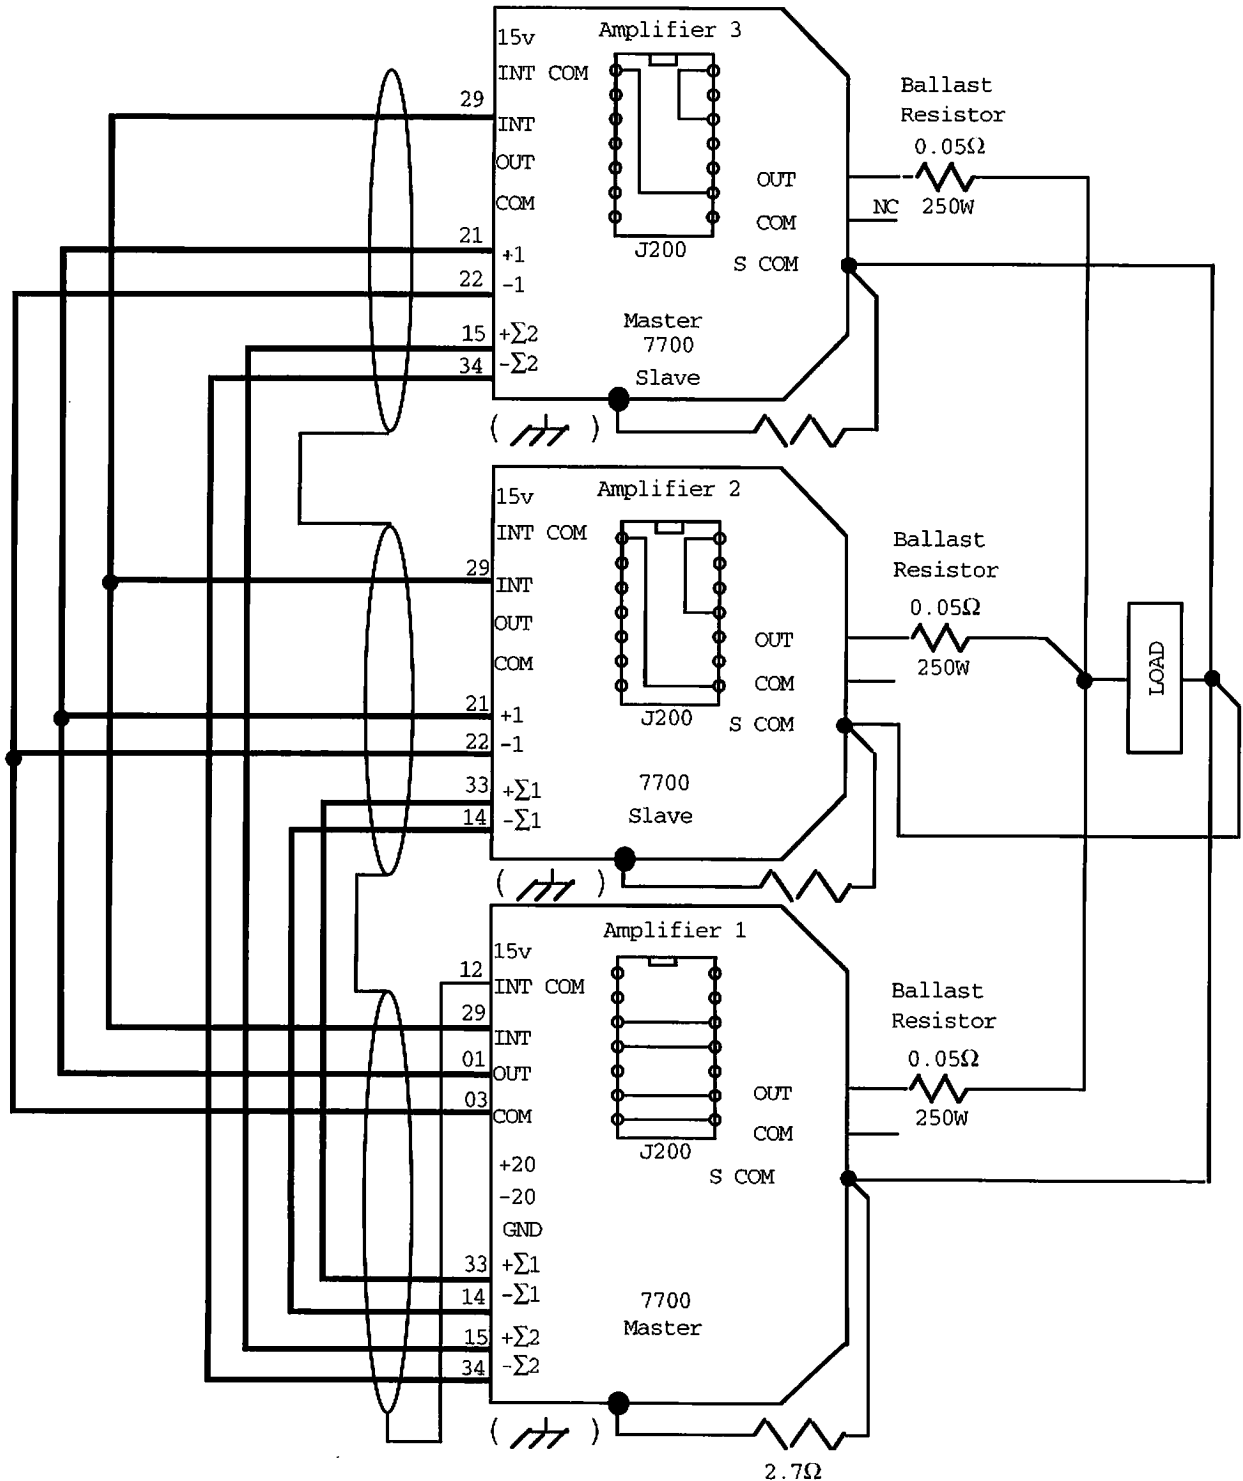 Amplifier 3
15v
INT COM
29
INT
OUT
COM
21
+1
22
-1
15
+Σ2
34
-Σ2
J200
OUT
COM
S COM
NC
Master
7700
Slave
Ballast
Resistor
0.05Ω
250W
( )
Amplifier 2
15v
INT COM
29
INT
OUT
COM
21
+1
22
-1
33
+Σ1
14
-Σ1
J200
OUT
COM
S COM
7700
Slave
Ballast
Resistor
0.05Ω
250W
LOAD
( )
Amplifier 1
15v
12
INT COM
29
INT
01
OUT
03
COM
+20
-20
GND
33
+Σ1
14
-Σ1
15
+Σ2
34
-Σ2
J200
OUT
COM
S COM
7700
Master
Ballast
Resistor
0.05Ω
250W
( )
2.7Ω